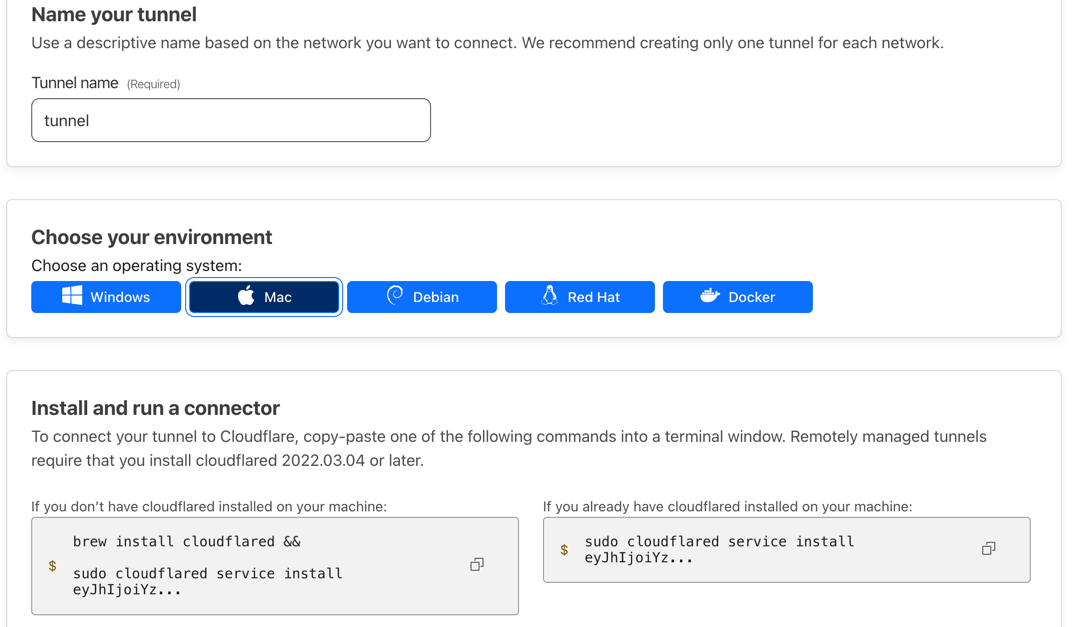 Name your tunnel
Use a descriptive name based on the network you want to connect. We recommend creating only one tunnel for each network.
Tunnel name (Required)
tunnel
Choose your environment
Choose an operating system:
Windows Mac Debian Red Hat Docker
Install and run a connector
To connect your tunnel to Cloudflare, copy-paste one of the following commands into a terminal window. Remotely managed tunnels
require that you install cloudflared 2022.03.04 or later.
If you don’t have cloudflared installed on your machine:
$ brew install cloudflared &&
sudo cloudflared service install
eyJhIjoiYz...
If you already have cloudflared installed on your machine:
$ sudo cloudflared service install
eyJhIjoiYz...